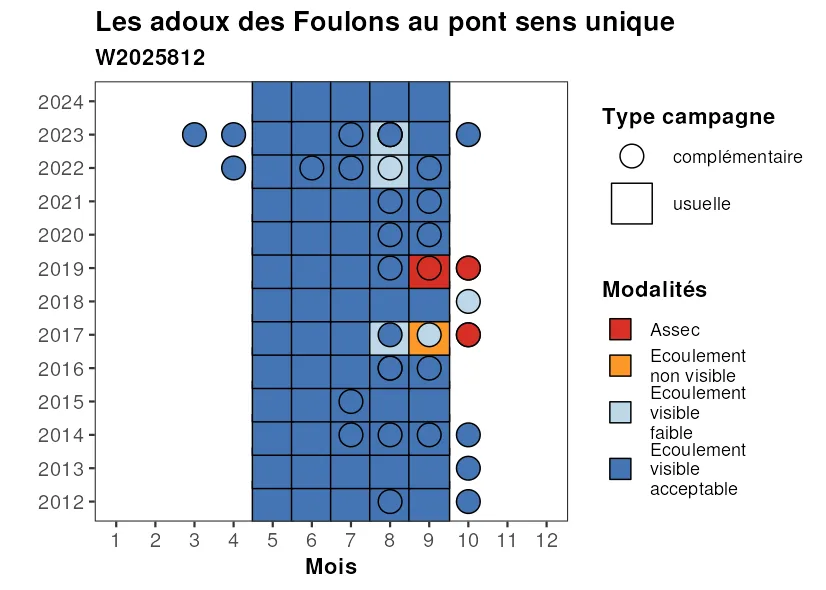 Les adoux des Foulons au pont sens unique
W2025812
2024
2023
2022
2021
2020
2019
2018
2017
2016
2015
2014
2013
2012
1 2 3 4 5 6 7 8 9 10 11 12
Mois
Type campagne
complémentaire
usuelle
Modalités
Assec
Ecoulement
non visible
Ecoulement
visible
faible
Ecoulement
visible
acceptable